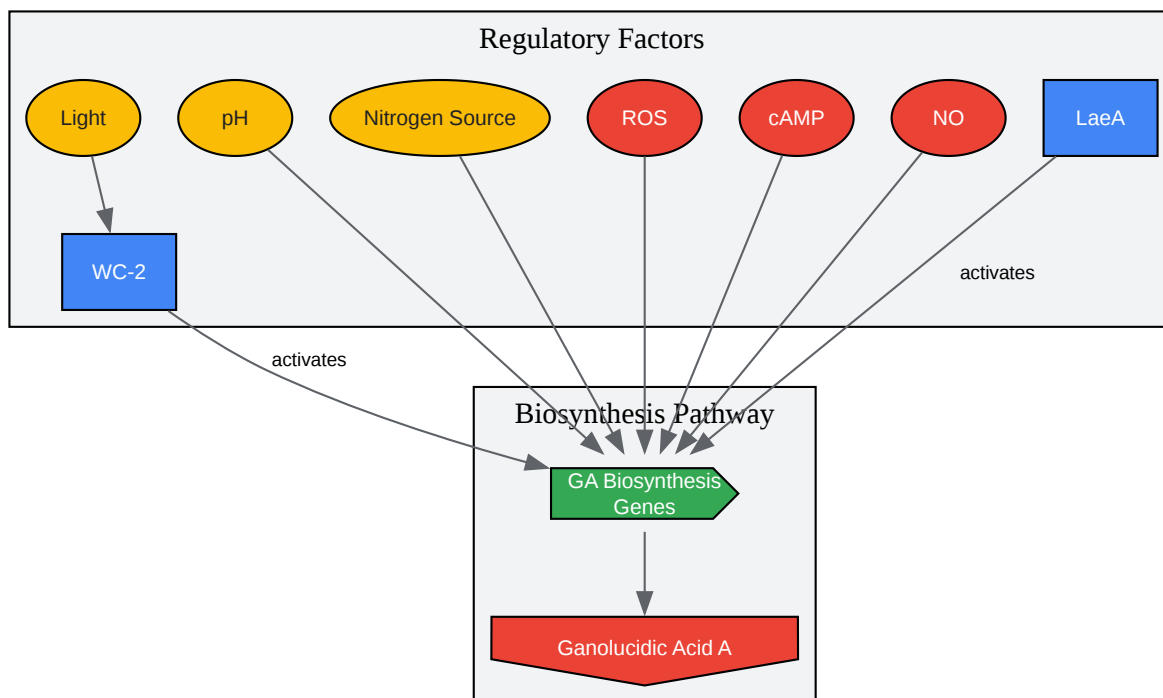 Regulatory Factors
Light
pH
Nitrogen Source
ROS
cAMP
NO
LaeA
WC-2
activates
activates
Biosynthesis Pathway
GA Biosynthesis
Genes
Ganolucidic Acid A